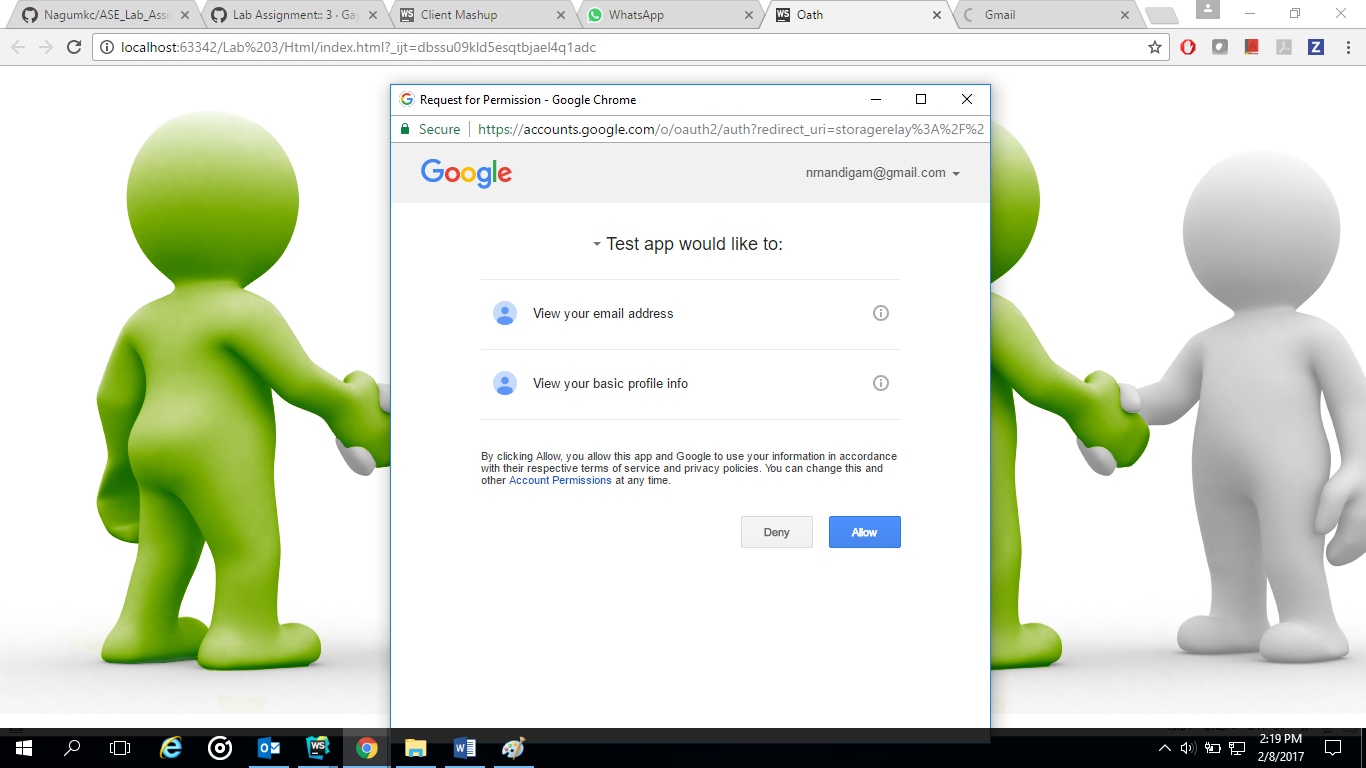 Nagumkc/ASE_Lab_Assi
Lab Assignment:: 3 · Gay
Client Mashup
WhatsApp
Oath
Gmail
localhost:63342/Lab%203/Html/index.html?_ijt=dbssu09kld5esqtbjael4q1adc
Request for Permission - Google Chrome
Secure
https://accounts.google.com/o/oauth2/auth?redirect_uri=storagerelay%3A%2F%2
Google
nrnandigam@gmail.com
Test app would like to:
View your email address
View your basic profile info
By clicking Allow, you allow this app and Google to use your information in accordance
with their respective terms of service and privacy policies. You can change this and
other Account Permissions at any time.
Deny
Allow
2:19 PM
2/8/2017